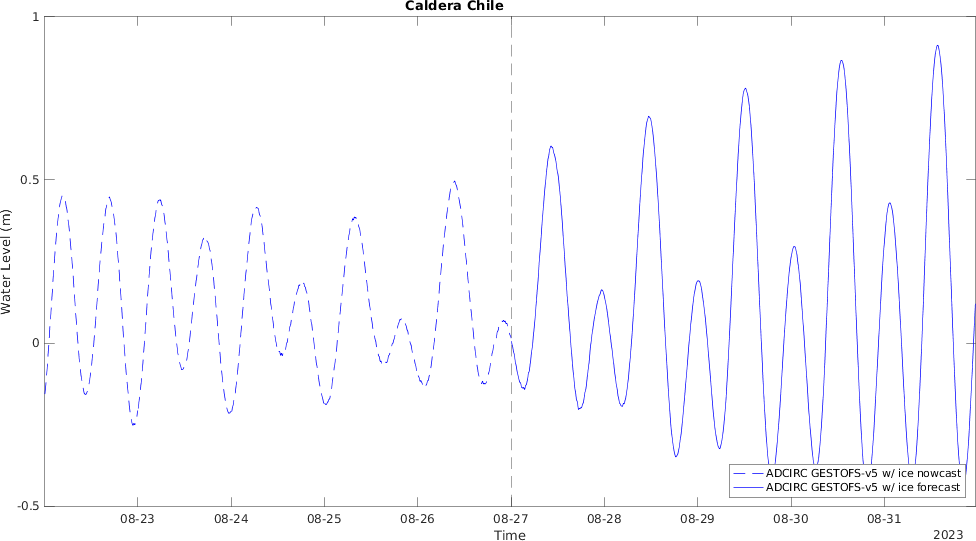 Caldera Chile
1
0.5
0
-0.5
Water Level (m)
08-23
08-24
08-25
08-26
08-27
08-28
08-29
08-30
08-31
Time
2023
ADCIRC GESTOFS-v5 w/ ice nowcast
ADCIRC GESTOFS-v5 w/ ice forecast